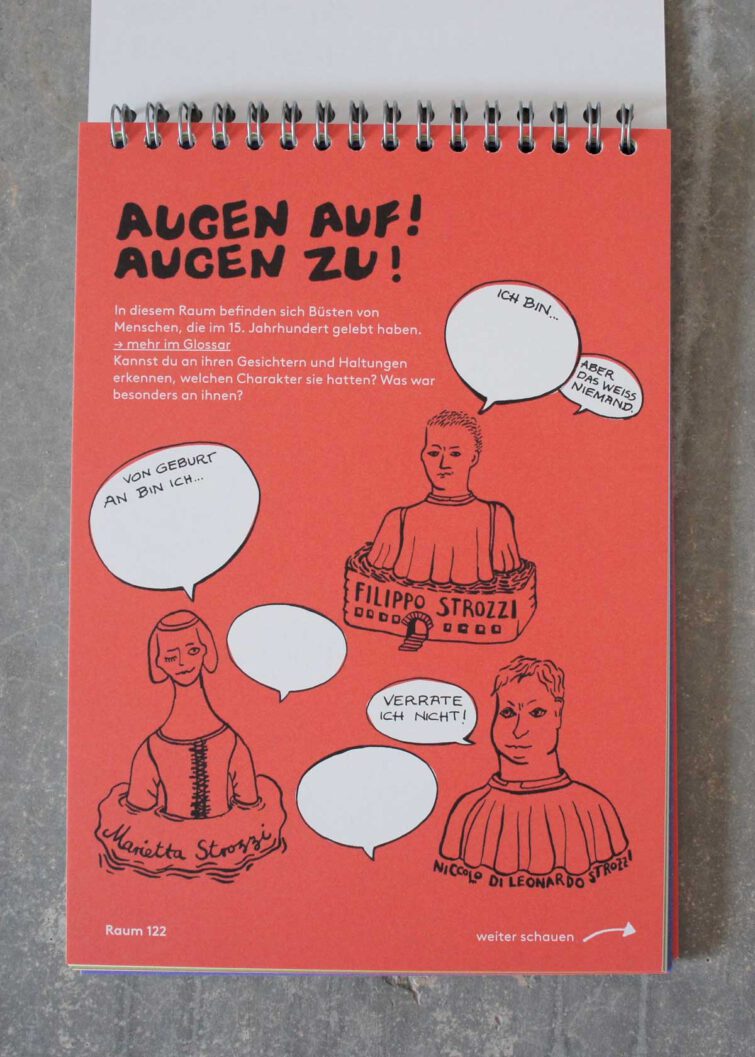 AUGEN AUF!
AUGEN ZU!
In diesem Raum befinden sich Büsten von
Menschen, die im 15. Jahrhundert gelebt haben.
→ mehr im Glossar
Kannst du an ihren Gesichtern und Haltungen
erkennen, welchen Charakter sie hatten? Was war
besonders an ihnen?
ICH BIN...
ABER
DAS WEISS
NIEMAND.
VON GEBURT
AN BIN ICH...
FILIPPO STROZZI
VERRATE
ICH NICHT!
Marietta Strozzi
NICCOLO DI LEONARDO STROZZI
Raum 122
weiter schauen